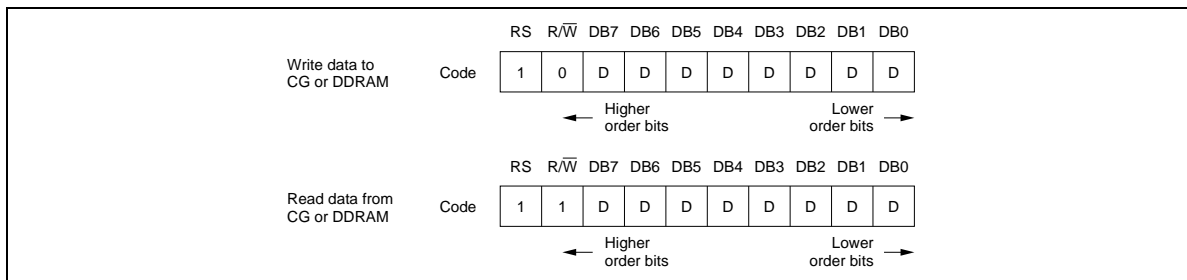 RS R/W̅ DB7 DB6 DB5 DB4 DB3 DB2 DB1 DB0
Write data to
CG or DDRAM
Code 1 0 D D D D D D D D
Higher
order bits
Lower
order bits
RS R/W̅ DB7 DB6 DB5 DB4 DB3 DB2 DB1 DB0
Read data from
CG or DDRAM
Code 1 1 D D D D D D D D
Higher
order bits
Lower
order bits